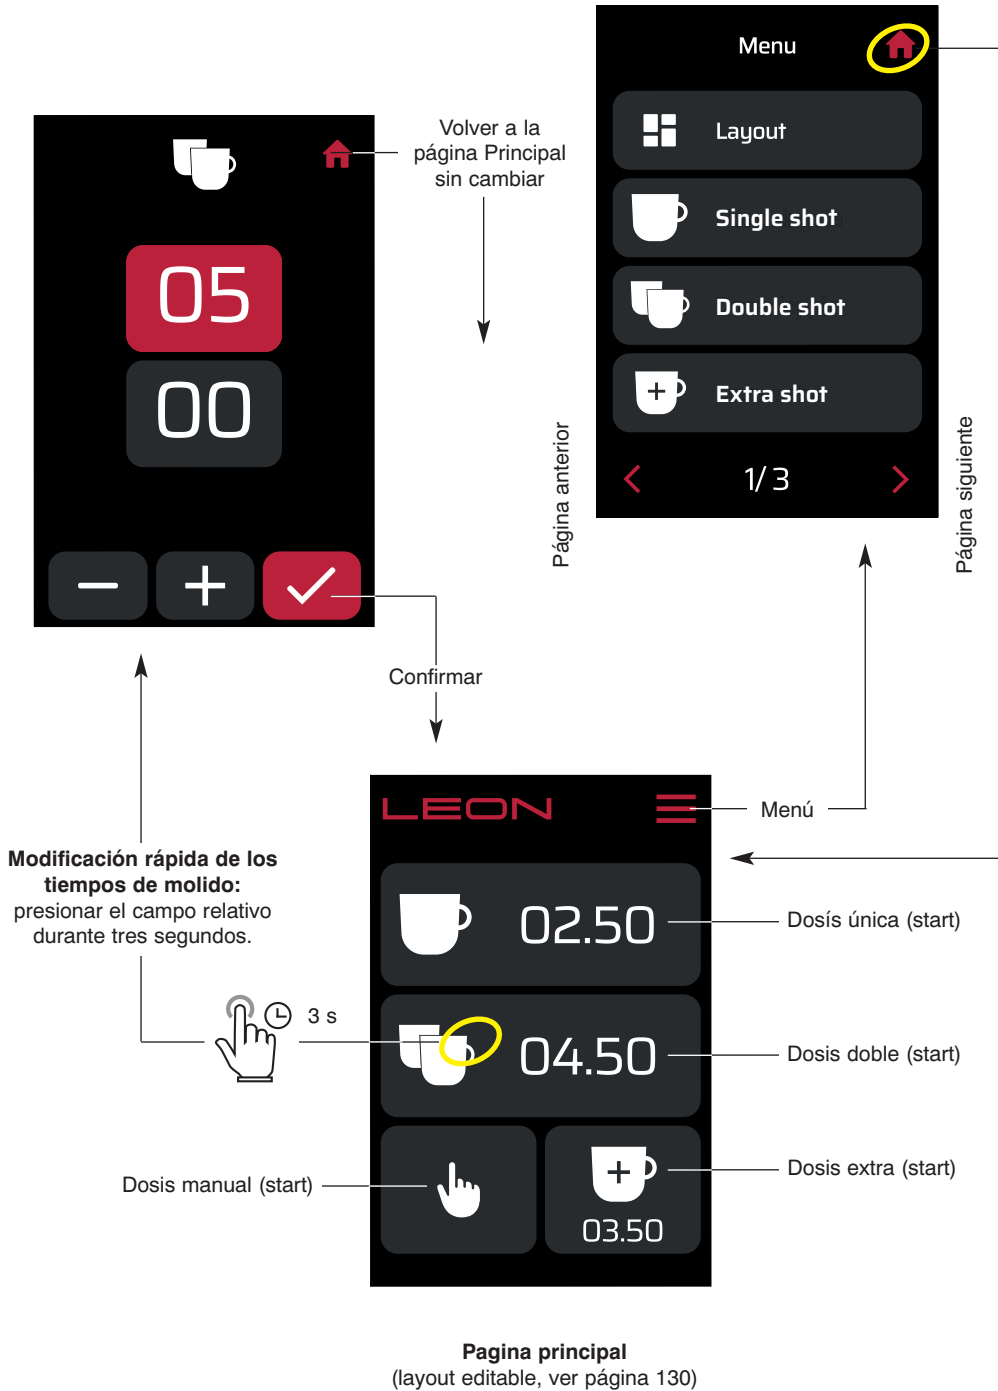 Menu
Layout
Single shot
Double shot
Extra shot
1/3
Página anterior
Página siguiente
Volver a la
página Principal
sin cambiar
05
00
Confirmar
Modificación rápida de los
tiempos de molido:
presionar el campo relativo
durante tres segundos.
3 s
LEON
Menú
02.50
Dosís única (start)
04.50
Dosis doble (start)
Dosis manual (start)
Dosis extra (start)
03.50
Pagina principal
(layout editable, ver página 130)